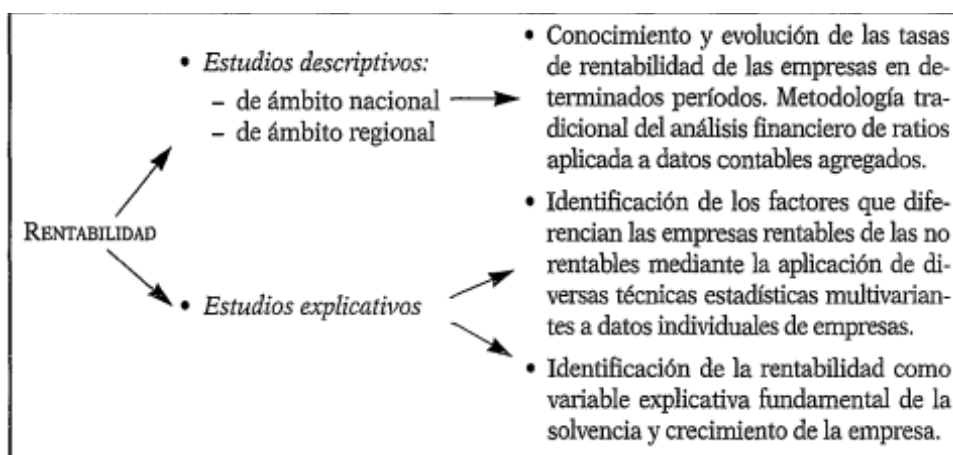 RENTABILIDAD
• Estudios descriptivos:
– de ámbito nacional
– de ámbito regional
• Conocimiento y evolución de las tasas
de rentabilidad de las empresas en de-
terminados períodos. Metodología tra-
dicional del análisis financiero de ratios
aplicada a datos contables agregados.
• Estudios explicativos
• Identificación de los factores que dife-
rencian las empresas rentables de las no
rentables mediante la aplicación de di-
versas técnicas estadísticas multivarian-
tes a datos individuales de empresas.
• Identificación de la rentabilidad como
variable explicativa fundamental de la
solvencia y crecimiento de la empresa.